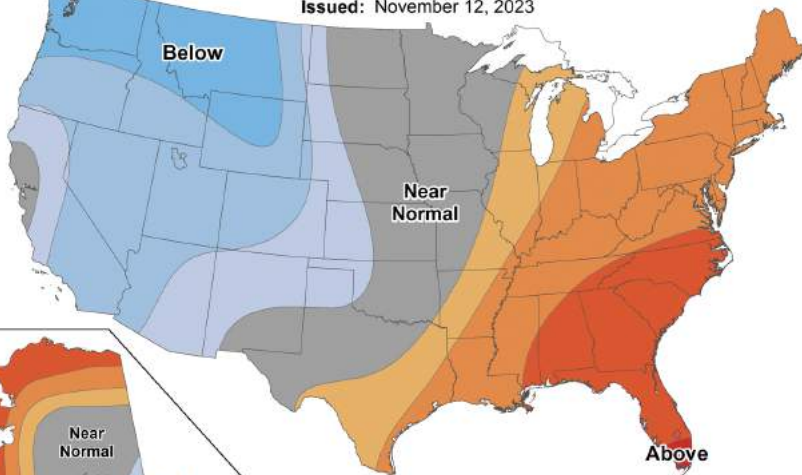 Issued: November 12, 2023
Below
Near
Normal
Near
Normal
Above